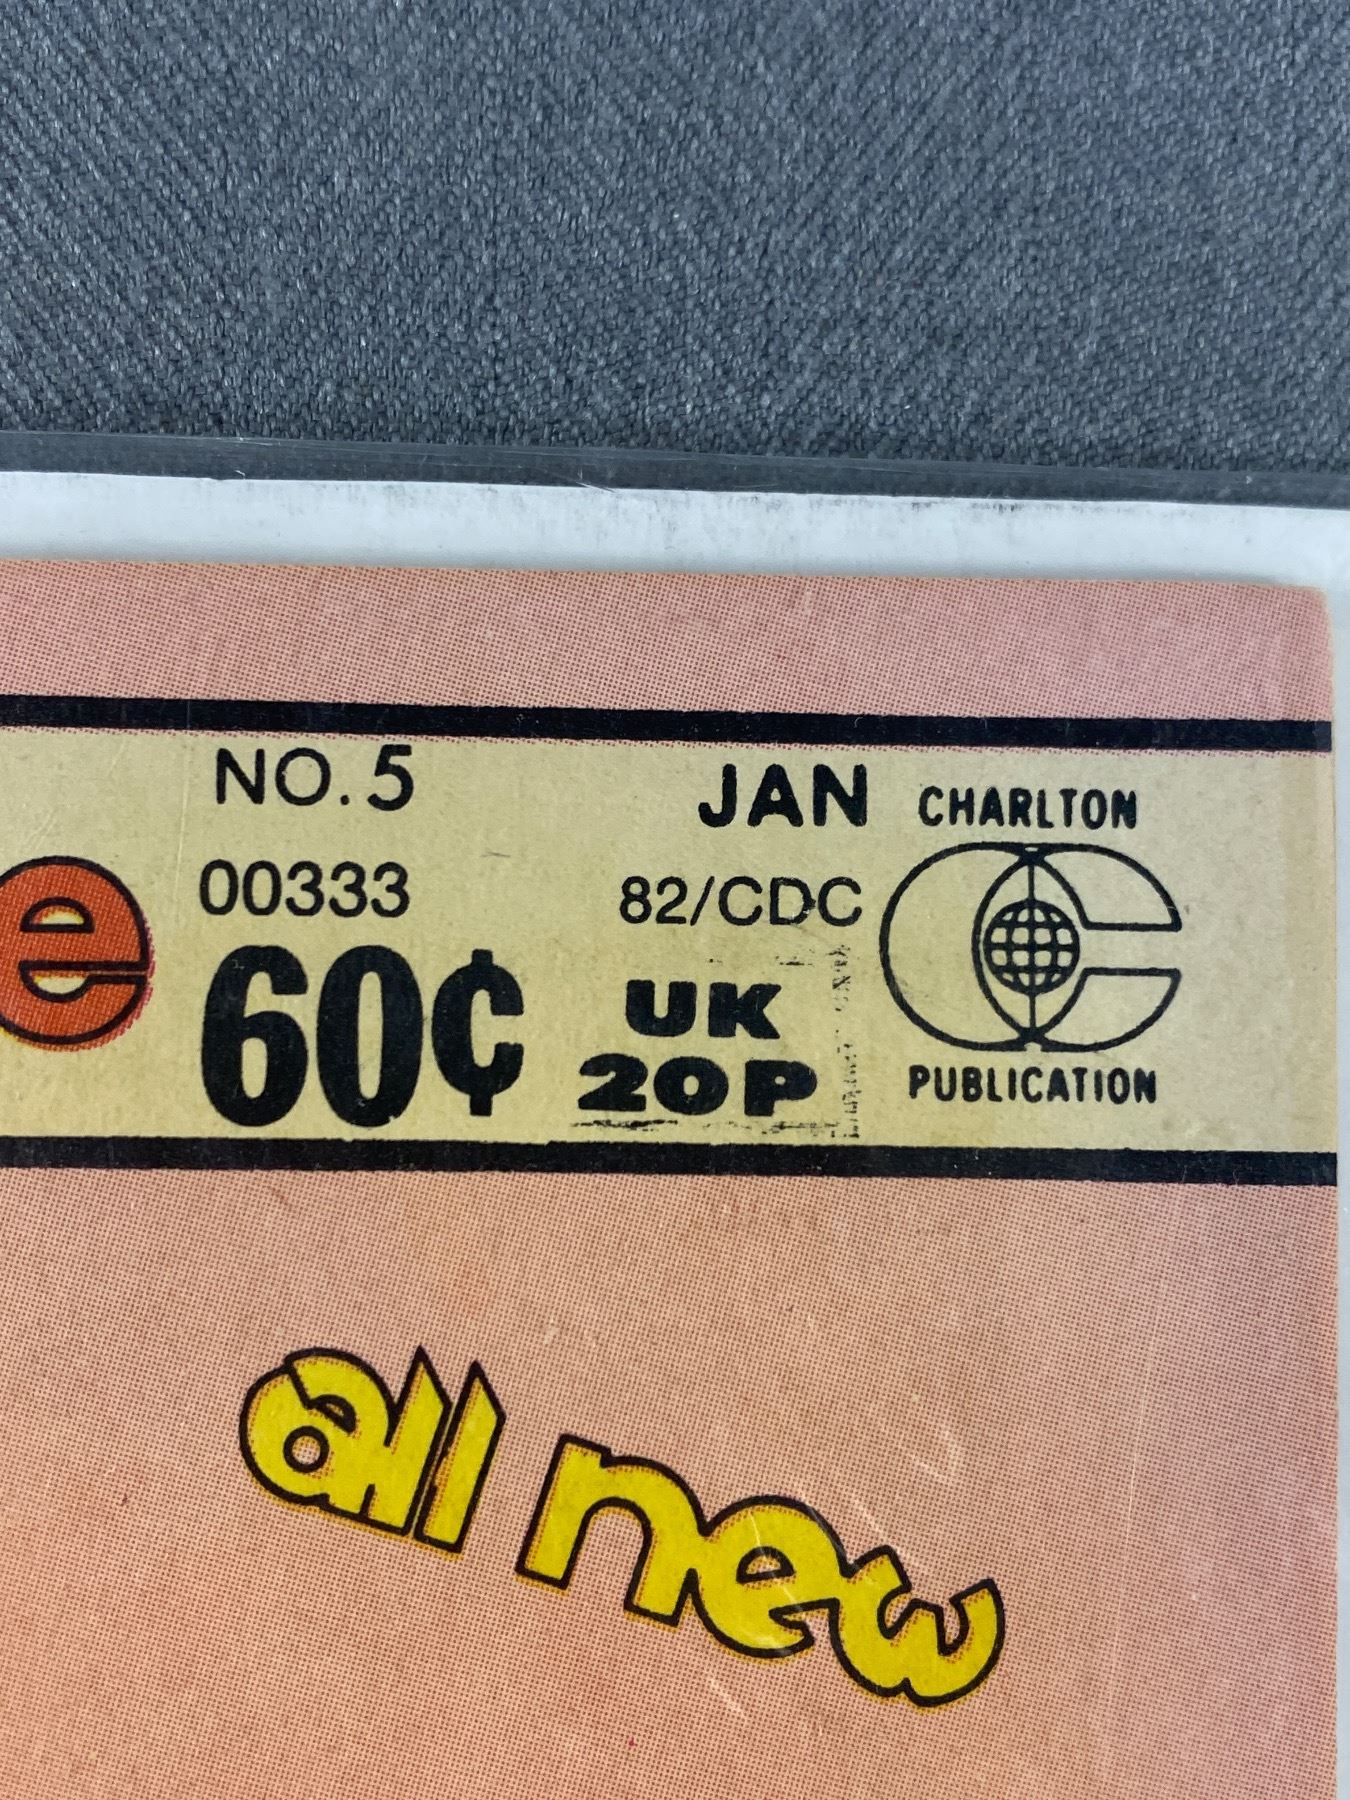 NO. 5
JAN
CHARLTON
e
00333
82/CDC
60¢
UK
20P
PUBLICATION
all new